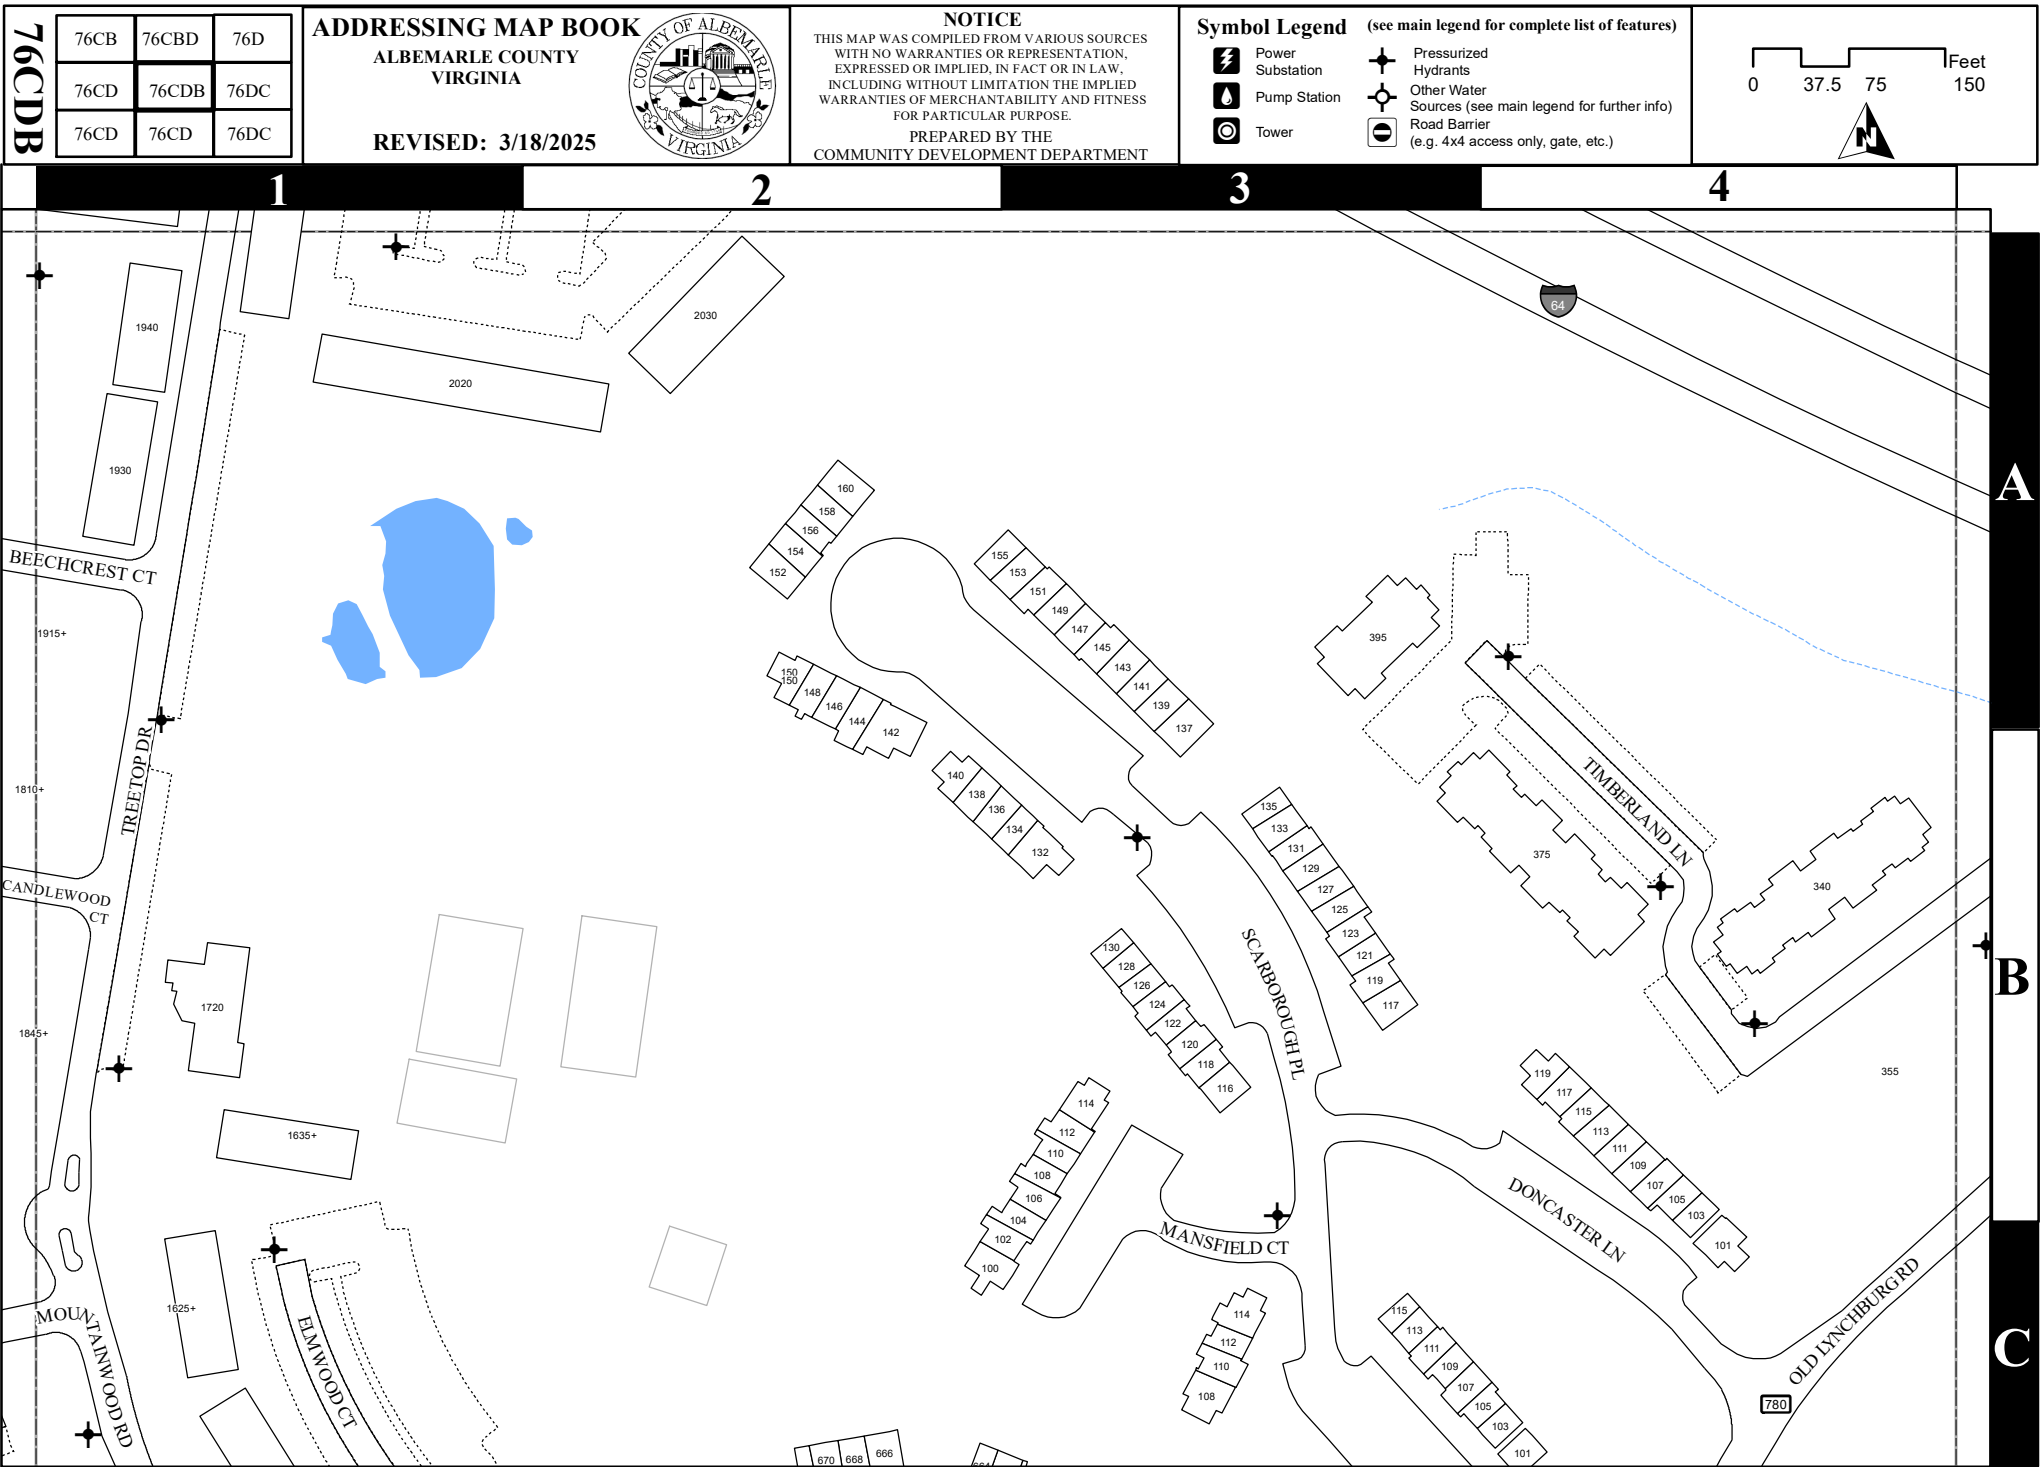 76CDB
76CB 76CBD 76D
76CD 76CDB 76DC
76CD 76CD 76DC
ADDRESSING MAP BOOK
ALBEMARLE COUNTY
VIRGINIA
REVISED: 3/18/2025
COUNTY OF ALBEMARLE
VIRGINIA
NOTICE
THIS MAP WAS COMPILED FROM VARIOUS SOURCES
WITH NO WARRANTIES OR REPRESENTATION,
EXPRESSED OR IMPLIED, IN FACT OR IN LAW,
INCLUDING WITHOUT LIMITATION THE IMPLIED
WARRANTIES OF MERCHANTABILITY AND FITNESS
FOR PARTICULAR PURPOSE.
PREPARED BY THE
COMMUNITY DEVELOPMENT DEPARTMENT
Symbol Legend (see main legend for complete list of features)
Power
Substation
Pump Station
Tower
Pressurized
Hydrants
Other Water
Sources (see main legend for further info)
Road Barrier
(e.g. 4x4 access only, gate, etc.)
Feet
0 37.5 75 150
N
1 2 3 4
A
B
C
64
1940
1930
2020
2030
BEECHCREST CT
1915+
1810+
TREETOP DR
CANDLEWOOD
CT
1845+
1720
1635+
1625+
MOUNTAINWOOD RD
ELMWOOD CT
160
158
156
154
152
155
153
151
149
147
145
143
141
139
137
150
150
148
146
144
142
140
138
136
134
132
135
133
131
129
127
125
123
121
119
117
130
128
126
124
122
120
118
116
SCARBOROUGH PL
114
112
110
108
106
104
102
100
MANSFIELD CT
114
112
110
108
395
375
TIMBERLAND LN
340
355
119
117
115
113
111
109
107
105
103
101
DONCASTER LN
115
113
111
109
107
105
103
101
OLD LYNCHBURG RD
780
670 668 666
664